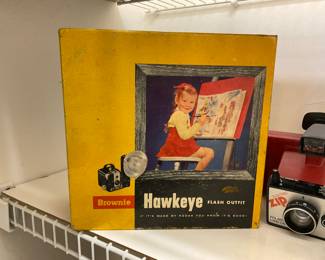 Brownie Hawkeye FLASH OUTFIT
IF IT'S MADE BY KODAK YOU KNOW IT'S GOOD!
ZIP